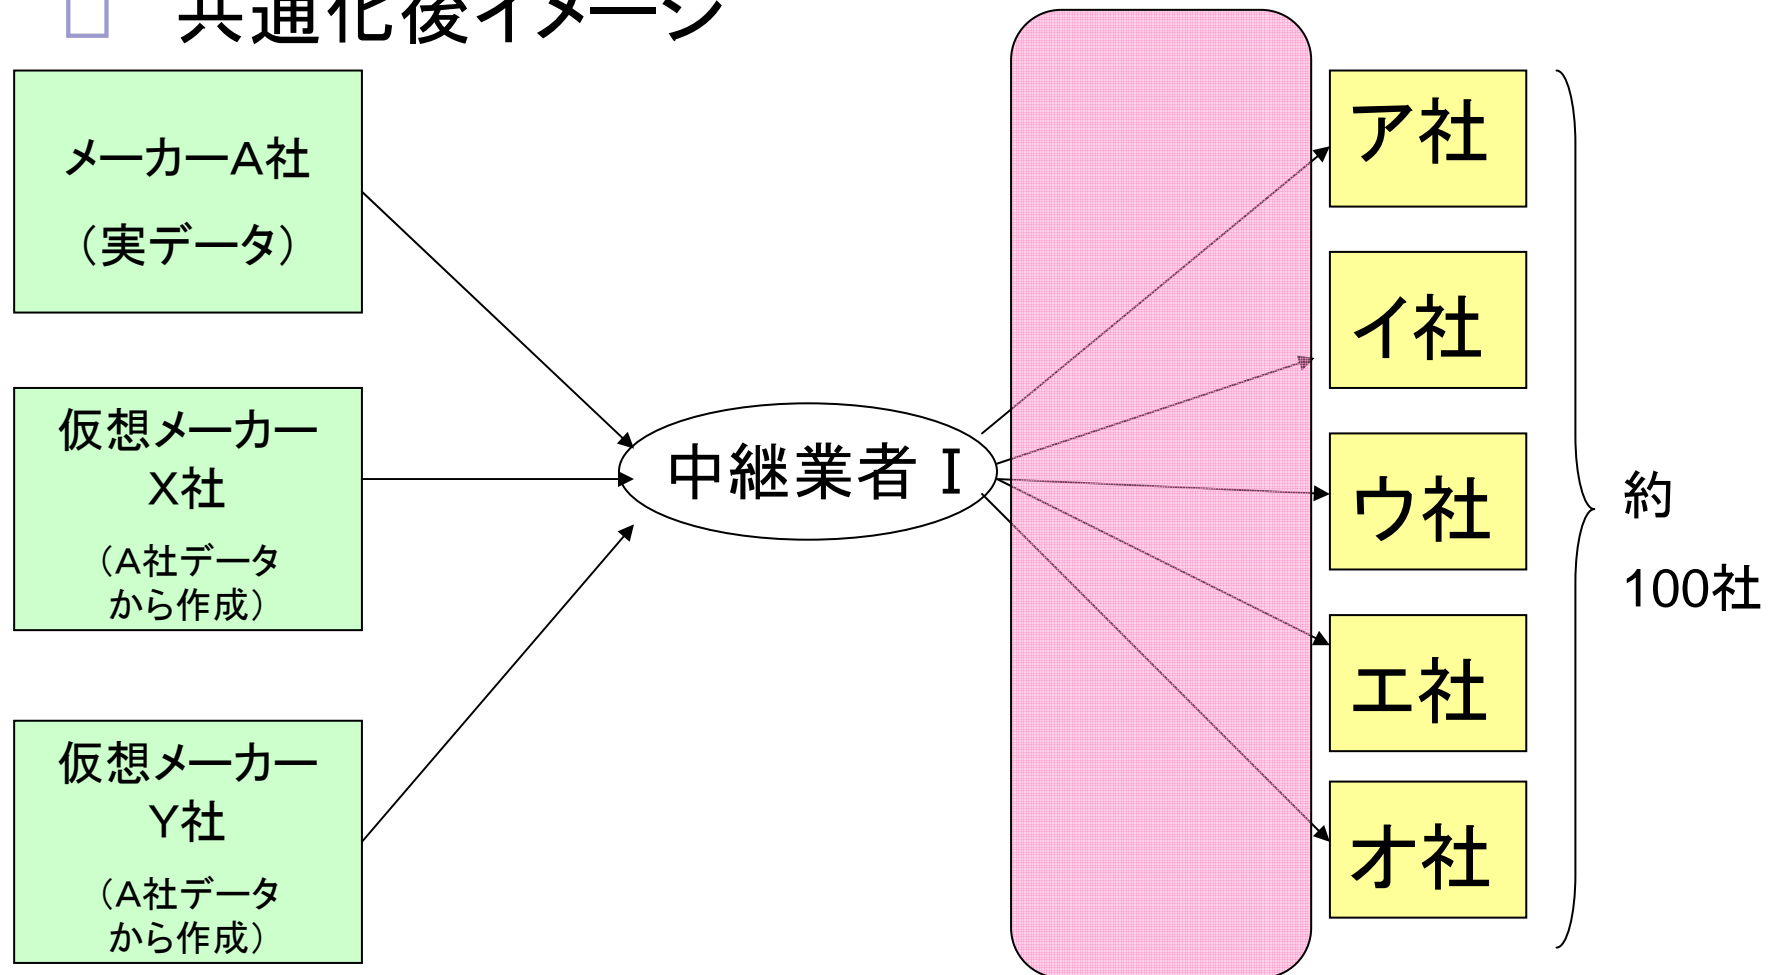 共通化後イメージ
メーカーA社
（実データ）
仮想メーカー
X社
（A社データ
から作成）
仮想メーカー
Y社
（A社データ
から作成）
中継業者 I
ア社
イ社
ウ社
エ社
オ社
約
100社